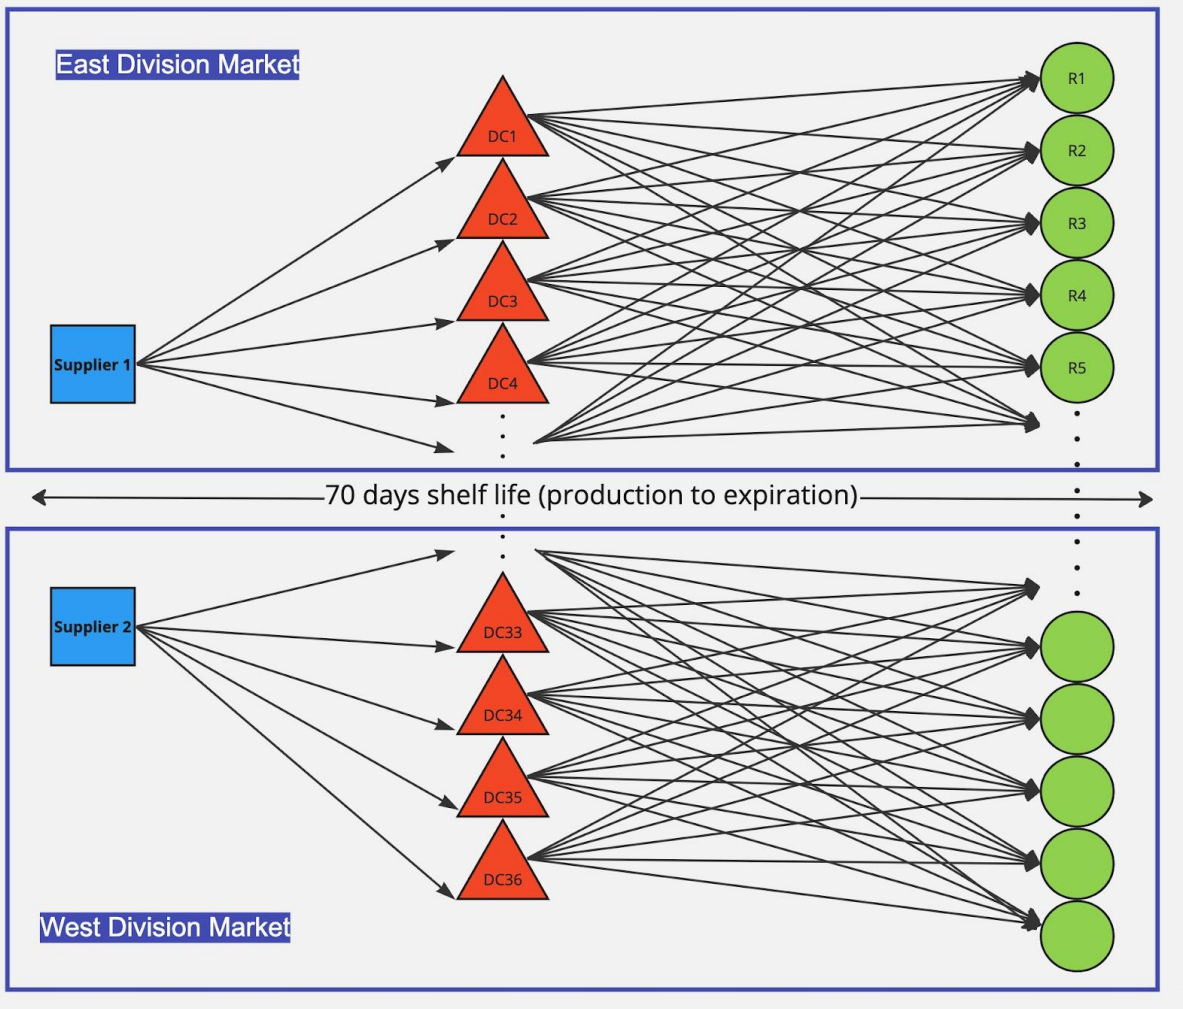 East Division Market
R1
DC1
R2
DC2
R3
DC3
R4
Supplier 1
R5
DC4
70 days shelf life (production to expiration)
Supplier 2
DC33
DC34
DC35
DC36
West Division Market